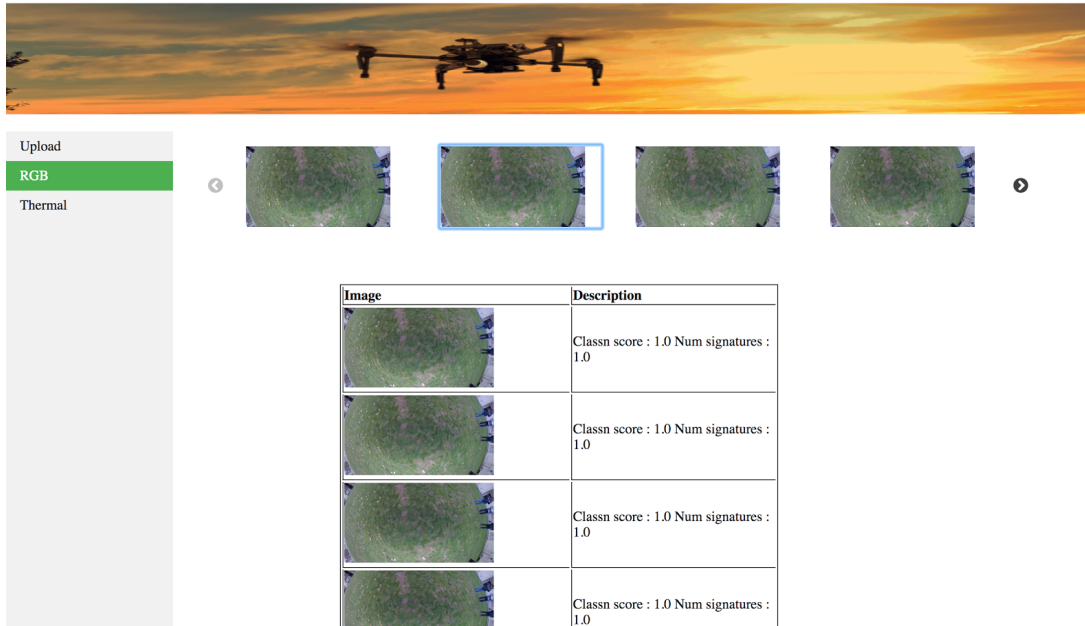 Upload
RGB
Thermal
Image Description
Classn score : 1.0 Num signatures :
1.0
Classn score : 1.0 Num signatures :
1.0
Classn score : 1.0 Num signatures :
1.0
Classn score : 1.0 Num signatures :
1.0